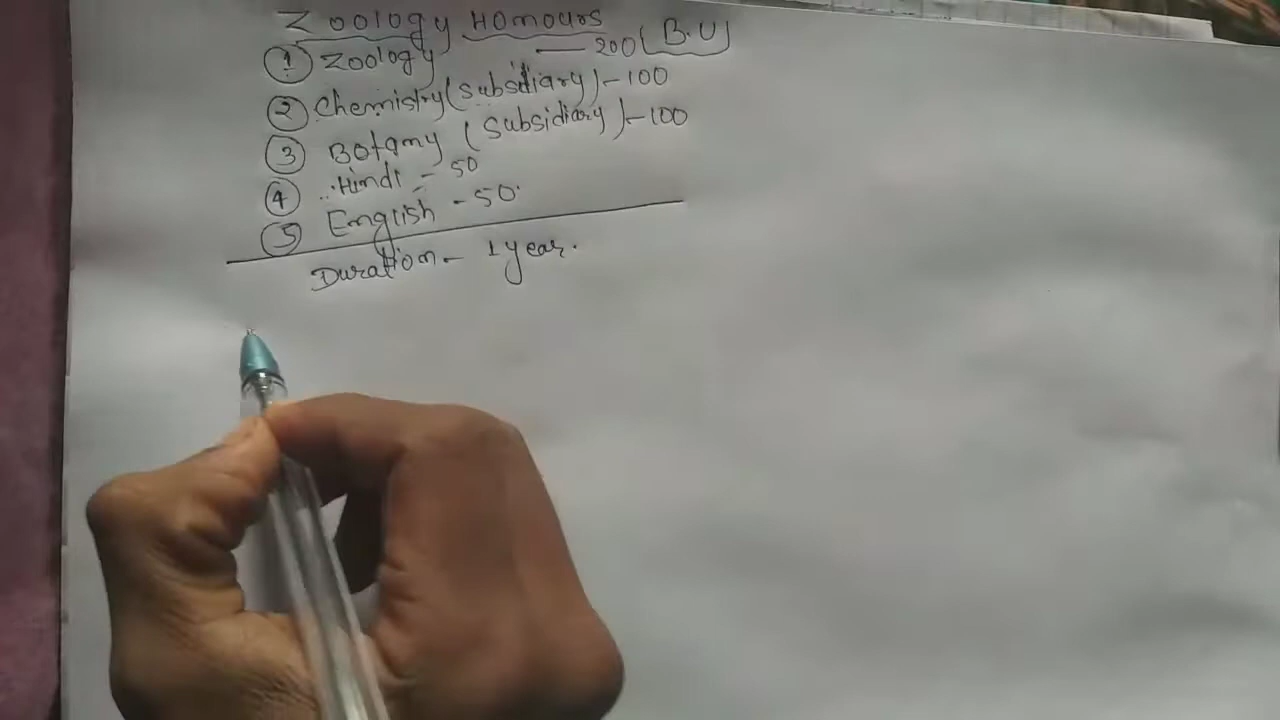 Zoology Honours
① Zoology — 200 (B.U)
② Chemistry (subsidiary) - 100
③ Botany (subsidiary) - 100
④ Hindi - 50
⑤ English - 50
Duration - 1 year.